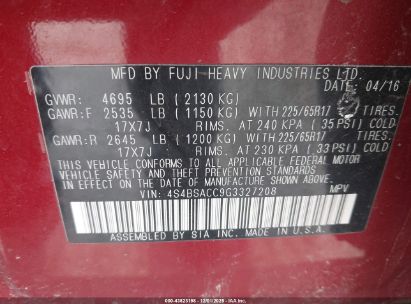 MFD BY FUJI HEAVY INDUSTRIES LTD.
04/16
GVWR: 4695 LB (2130 KG)
GAWR:F 2535 LB (1150 KG) WITH 225/65R17 TIRES.
17X7J RIMS. AT 240 KPA (35 PSI) COLD
GAWR:R 2645 LB (1200 KG) WITH 225/65R17 TIRES.
17X7J RIMS. AT 230 KPA (33 PSI) COLD
THIS VEHICLE CONFORMS TO ALL APPLICABLE FEDERAL MOTOR VEHICLE
SAFETY STANDARDS IN EFFECT ON THE DATE OF MANUFACTURE SHOWN ABOVE.
VIN: 4S4BSACC9G3327208 MPV
ASSEMBLED BY SIA INC. MADE IN U.S.A.